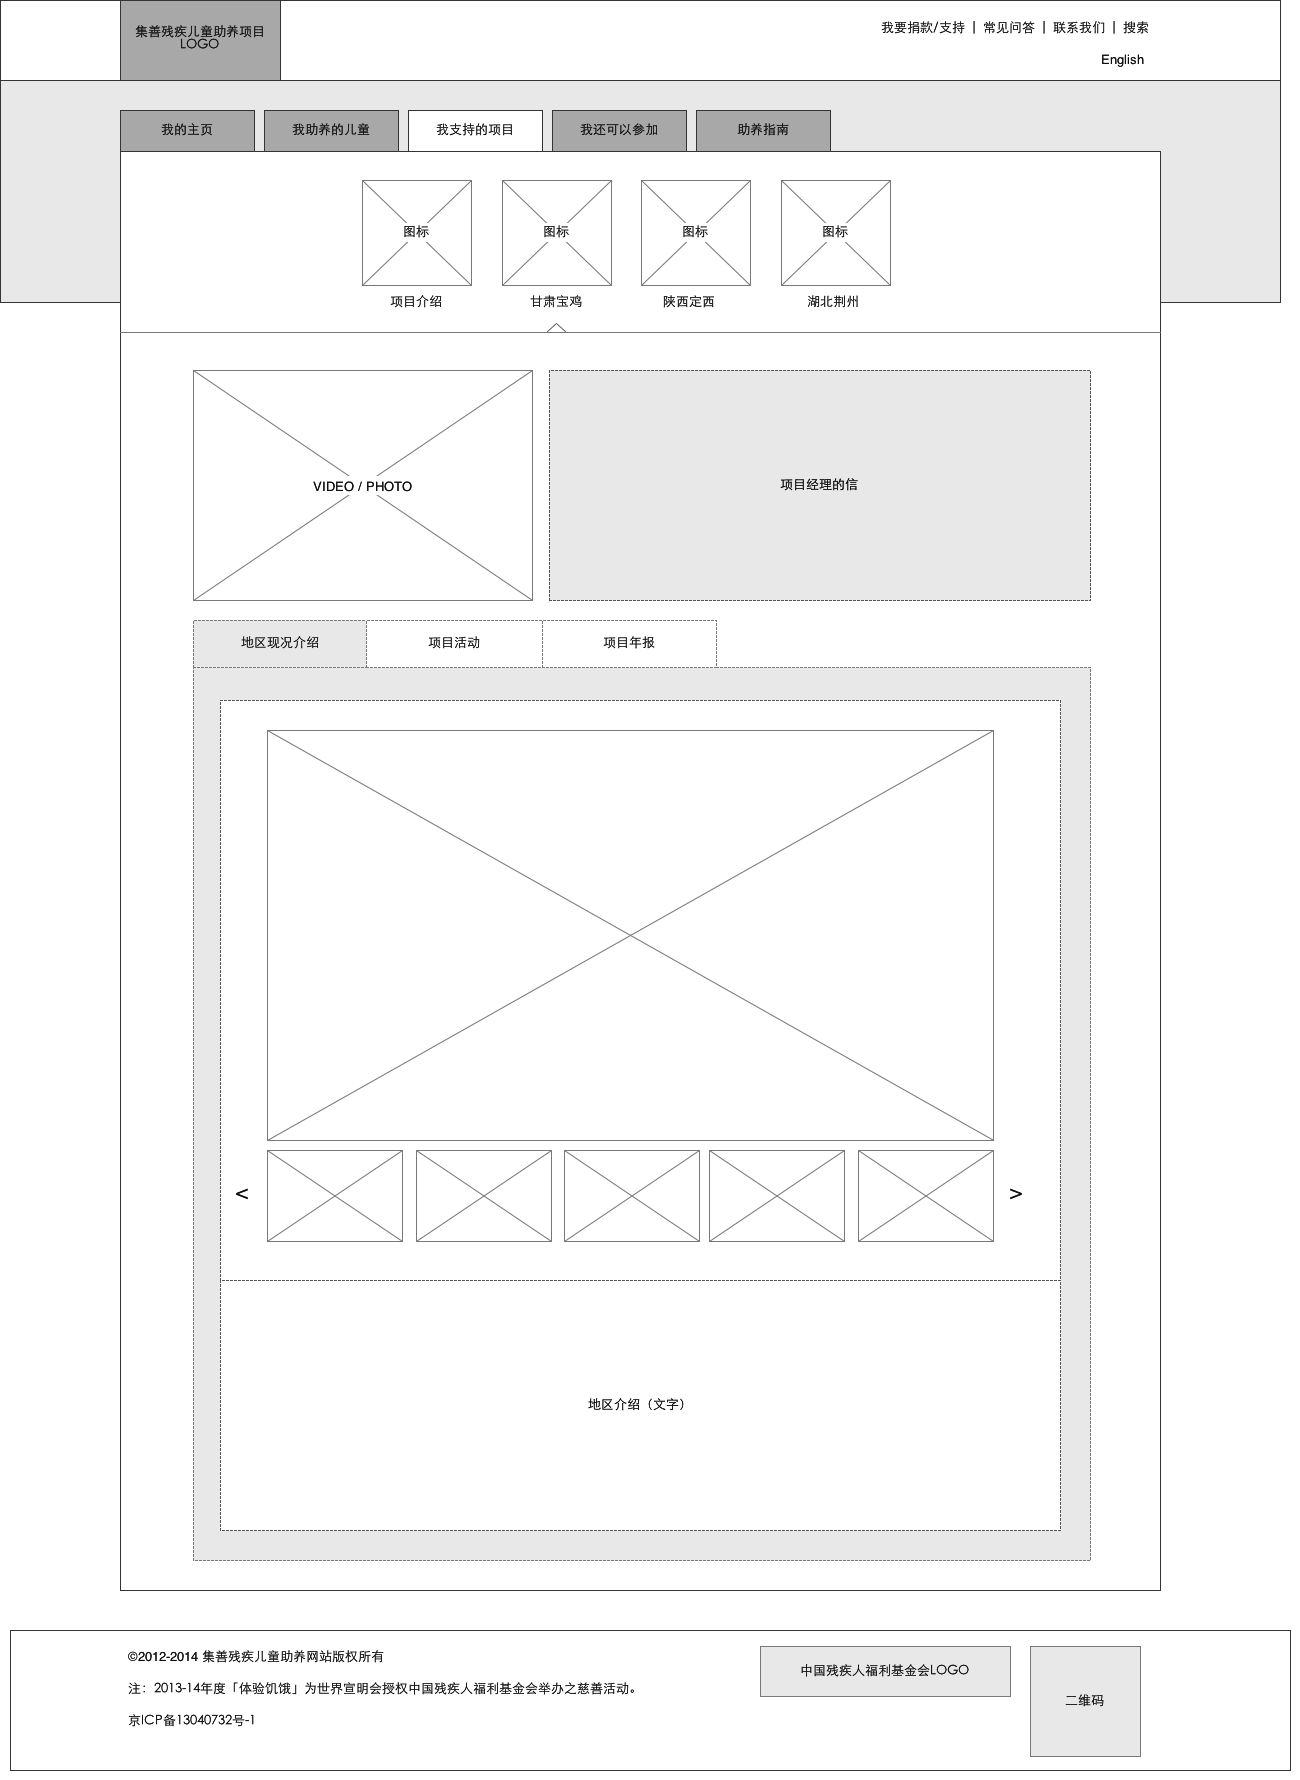 集善残疾儿童助养项目
LOGO
我要捐款/支持 | 常见问答 | 联系我们 | 搜索
English
我的主页
我助养的儿童
我支持的项目
我还可以参加
助养指南
图标
图标
图标
图标
项目介绍
甘肃宝鸡
陕西定西
湖北荆州
VIDEO / PHOTO
项目经理的信
地区现况介绍
项目活动
项目年报
<
>
地区介绍（文字）
©2012-2014 集善残疾儿童助养网站版权所有
注：2013-14年度「体验饥饿」为世界宣明会授权中国残疾人福利基金会举办之慈善活动。
京ICP备13040732号-1
中国残疾人福利基金会LOGO
二维码